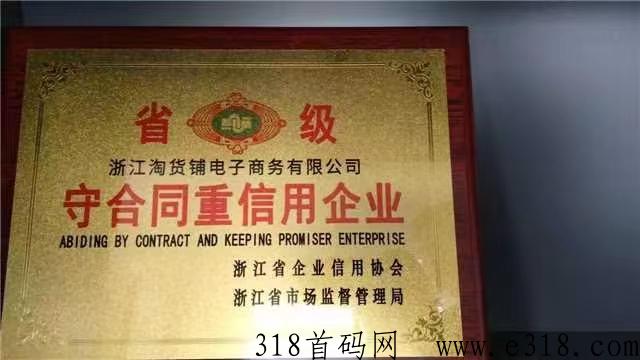 省 级
浙江淘货铺电子商务有限公司
守合同重信用企业
ABIDING BY CONTRACT AND KEEPING PROMISER ENTERPRISE
浙江省企业信用协会
浙江省市场监督管理局
318首码网 www.e318.com